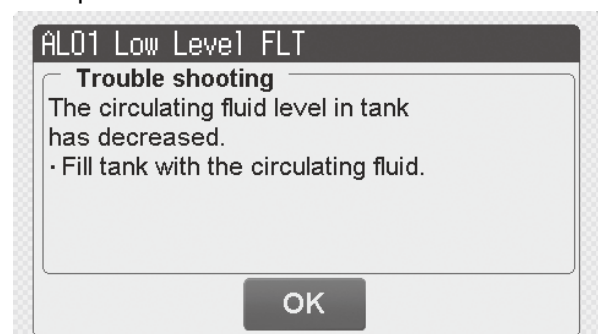 AL01 Low Level FLT
Trouble shooting
The circulating fluid level in tank
has decreased.
· Fill tank with the circulating fluid.
OK